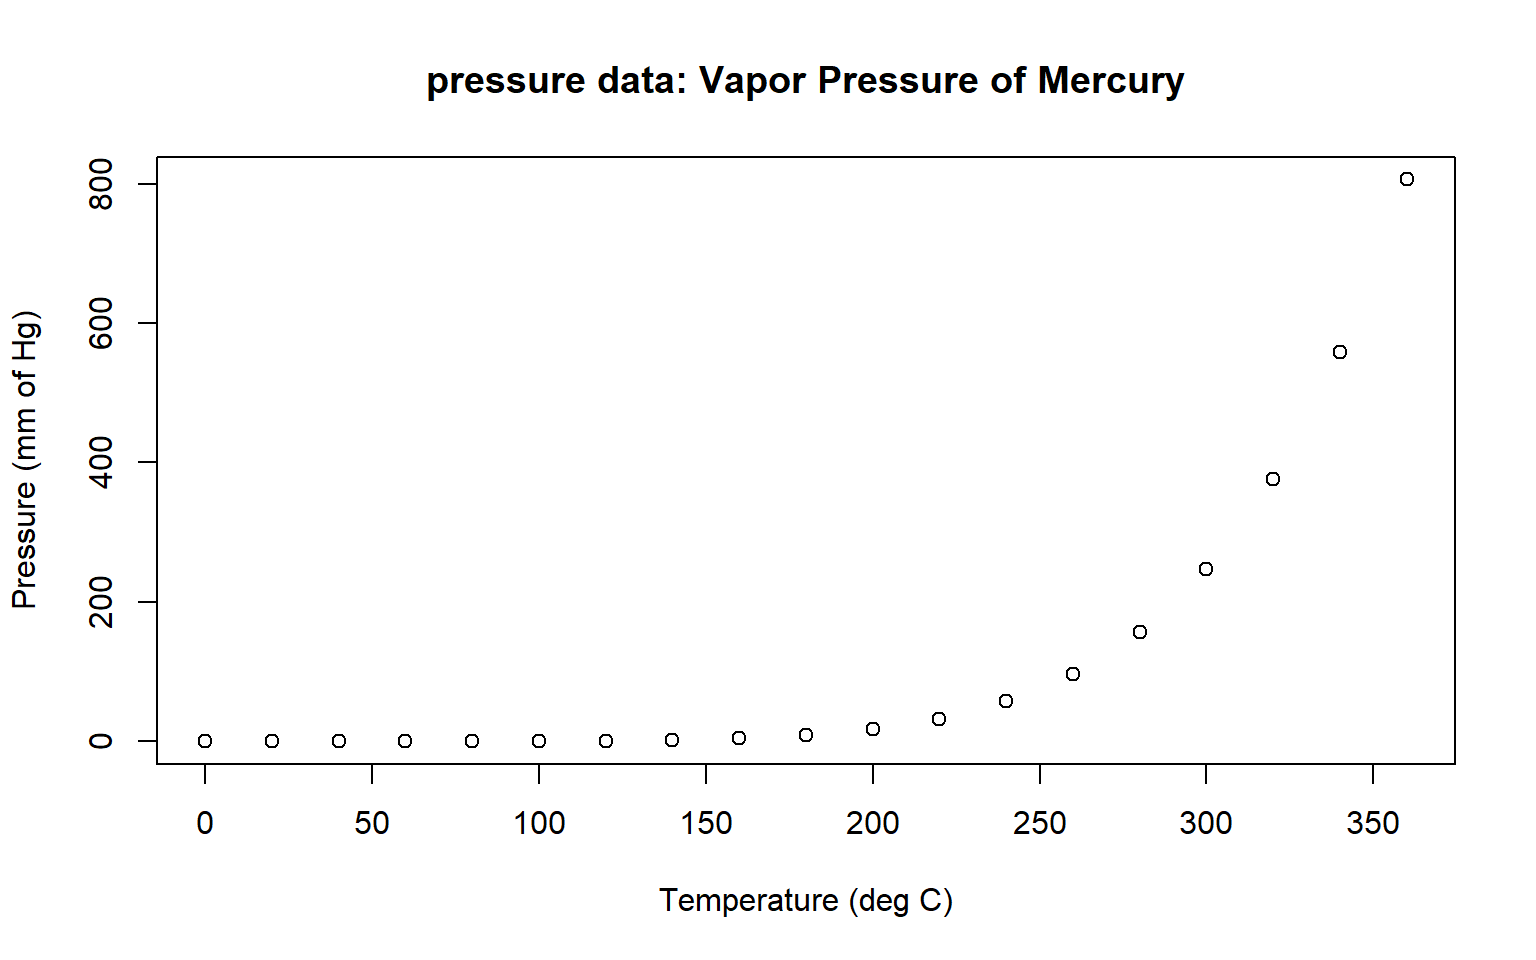 pressure data: Vapor Pressure of Mercury
Pressure (mm of Hg)
800
600
400
200
0
0 50 100 150 200 250 300 350
Temperature (deg C)